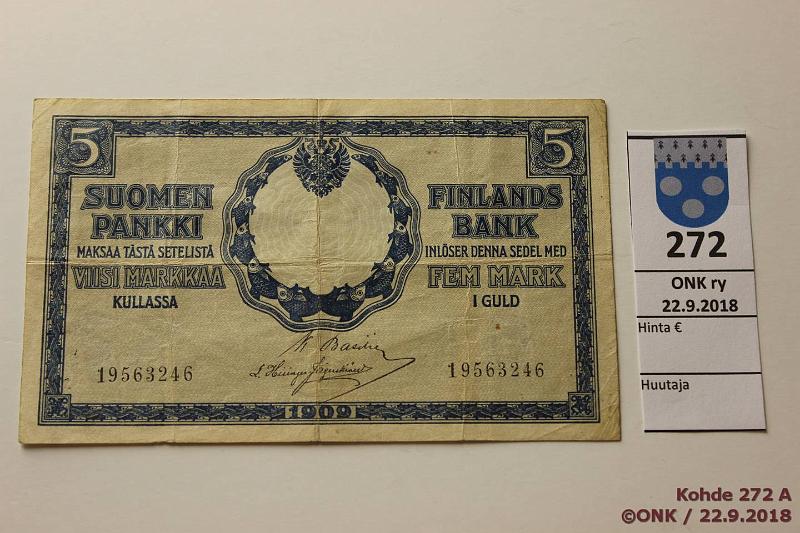 5 5
SUOMEN
PANKKI
MAKSAA TÄSTÄ SETELISTÄ
VIISI MARKKAA
KULLASSA
FINLANDS
BANK
INLÖSER DENNA SEDEL MED
FEM MARK
I GULD
19563246 19563246
1909
272
ONK ry
22.9.2018
Hinta €
Huutaja
Kohde 272 A
©ONK / 22.9.2018